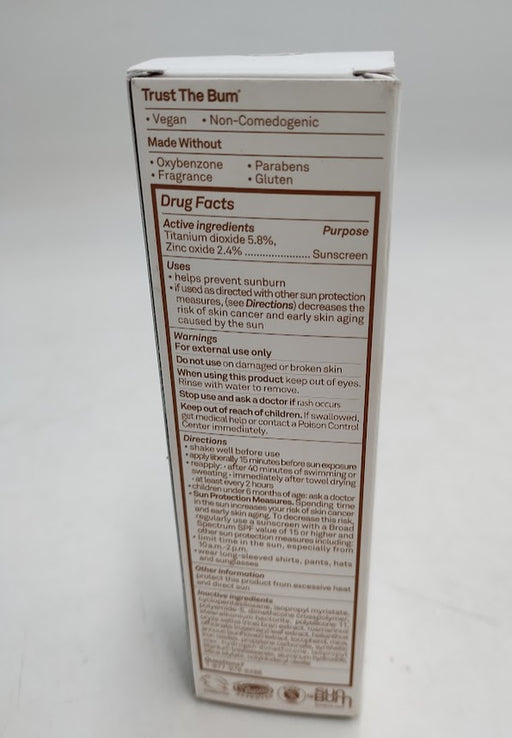 Trust The Bum®
• Vegan • Non-Comedogenic
Made Without
• Oxybenzone • Parabens
• Fragrance • Gluten
Drug Facts
Active ingredients Purpose
Titanium dioxide 5.8%,
Zinc oxide 2.4% ........................ Sunscreen
Uses
• helps prevent sunburn
• if used as directed with other sun protection
measures, (see Directions) decreases the
risk of skin cancer and early skin aging
caused by the sun
Warnings
For external use only
Do not use on damaged or broken skin
When using this product keep out of eyes.
Rinse with water to remove.
Stop use and ask a doctor if rash occurs
Keep out of reach of children. If swallowed,
get medical help or contact a Poison Control
Center immediately.
Directions
• shake well before use
• apply liberally 15 minutes before sun exposure
• reapply: • after 40 minutes of swimming or
sweating • immediately after towel drying
• at least every 2 hours
• children under 6 months of age: ask a doctor
• Sun Protection Measures. Spending time
in the sun increases your risk of skin cancer
and early skin aging. To decrease this risk,
regularly use a sunscreen with a Broad
Spectrum SPF value of 15 or higher and
other sun protection measures including:
• limit time in the sun, especially from
10 a.m.-2 p.m.
• wear long-sleeved shirts, pants, hats
and sunglasses
Other information
protect this product from excessive heat
and direct sun
Inactive ingredients
cyclopentasiloxane, isopropyl myristate,
polyamide-5, dimethicone crosspolymer,
Questions?